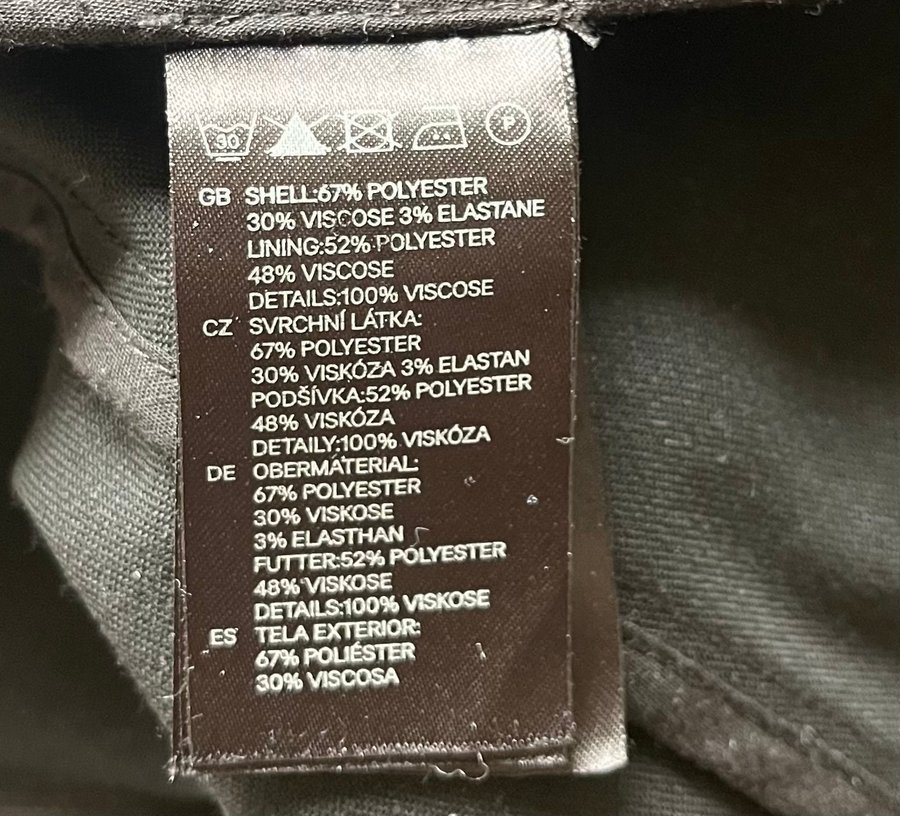 30 P
GB SHELL:67% POLYESTER
30% VISCOSE 3% ELASTANE
LINING:52% POLYESTER
48% VISCOSE
DETAILS:100% VISCOSE
CZ SVRCHNÍ LÁTKA:
67% POLYESTER
30% VISKÓZA 3% ELASTAN
PODŠÍVKA:52% POLYESTER
48% VISKÓZA
DETAILY:100% VISKÓZA
DE OBERMATERIAL:
67% POLYESTER
30% VISKOSE
3% ELASTHAN
FUTTER:52% POLYESTER
48% VISKOSE
DETAILS:100% VISKOSE
ES TELA EXTERIOR:
67% POLIÉSTER
30% VISCOSA